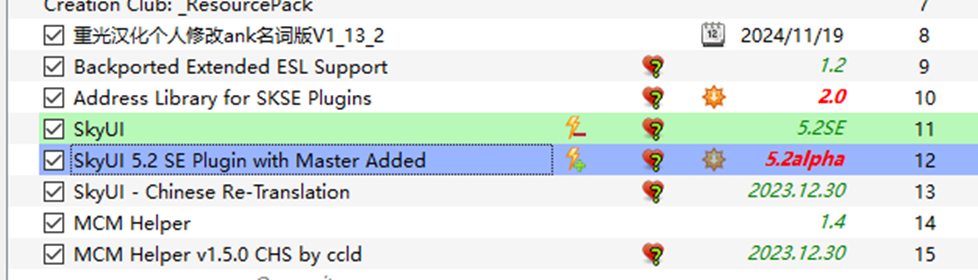 Creation Club: _ResourcePack 7
重光汉化个人修改ank名词版V1_13_2 12 2024/11/19 8
Backported Extended ESL Support ? 1.2 9
Address Library for SKSE Plugins ? 2.0 10
SkyUI ? 5.2SE 11
SkyUI 5.2 SE Plugin with Master Added ? 5.2alpha 12
SkyUI - Chinese Re-Translation ? 2023.12.30 13
MCM Helper 1.4 14
MCM Helper v1.5.0 CHS by ccld ? 2023.12.30 15